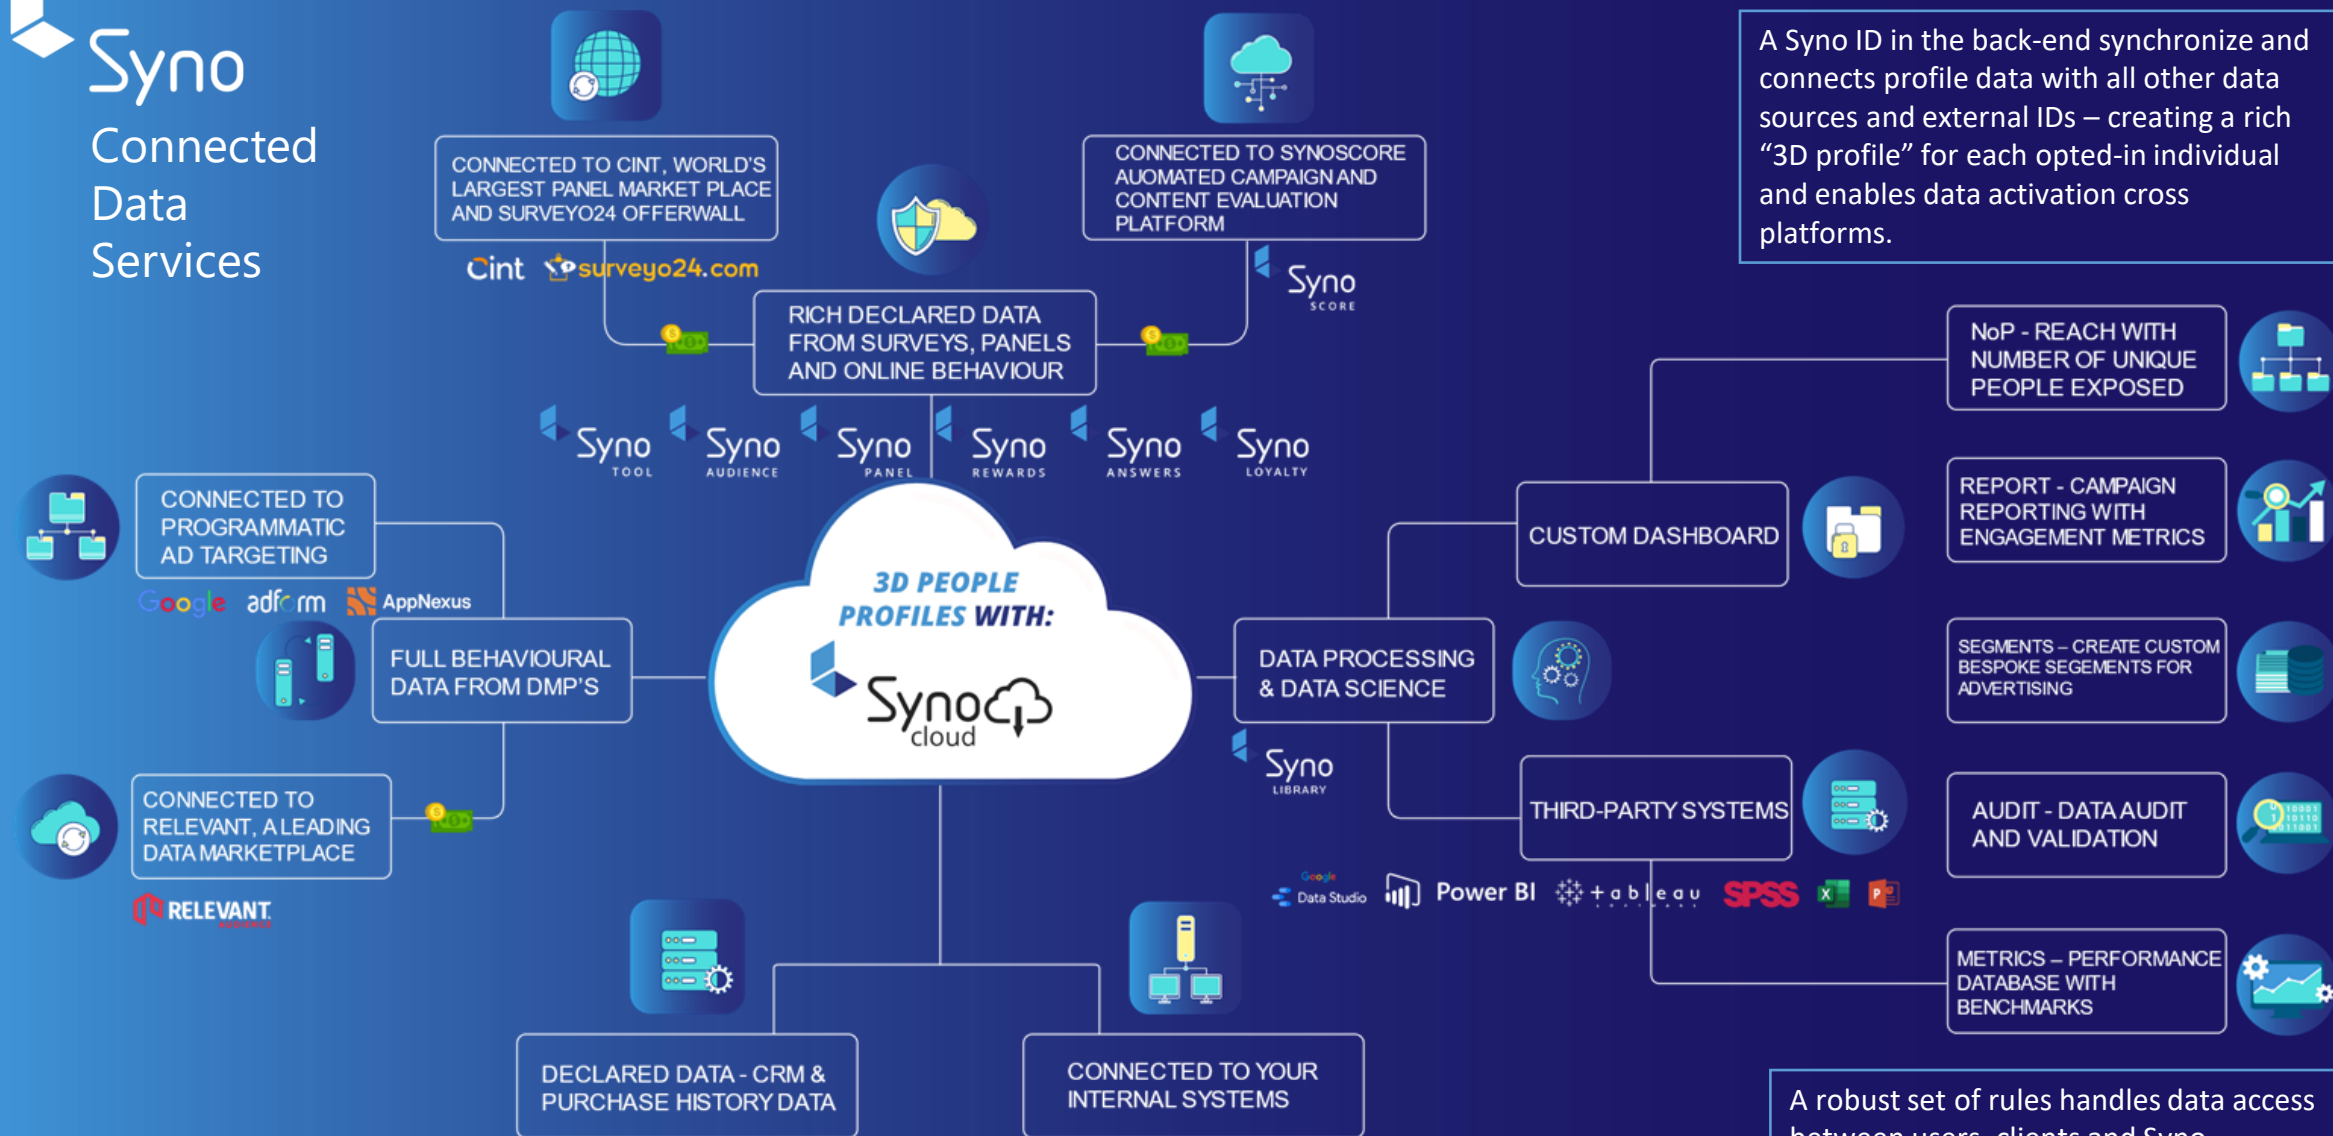 Syno
Connected
Data
Services
CONNECTED TO CINT, WORLD'S
LARGEST PANEL MARKET PLACE
AND SURVEYO24 OFFERWALL
Cint surveyo24.com
CONNECTED TO SYNOSCORE
AUOMATED CAMPAIGN AND
CONTENT EVALUATION
PLATFORM
Syno
SCORE
A Syno ID in the back-end synchronize and
connects profile data with all other data
sources and external IDs – creating a rich
“3D profile” for each opted-in individual
and enables data activation cross
platforms.
RICH DECLARED DATA
FROM SURVEYS, PANELS
AND ONLINE BEHAVIOUR
Syno
TOOL
Syno
AUDIENCE
Syno
PANEL
Syno
REWARDS
Syno
ANSWERS
Syno
LOYALTY
CONNECTED TO
PROGRAMMATIC
AD TARGETING
Google adform AppNexus
FULL BEHAVIOURAL
DATA FROM DMP'S
CONNECTED TO
RELEVANT, A LEADING
DATA MARKETPLACE
RELEVANT
AUDIENCE
3D PEOPLE
PROFILES WITH:
Syno
cloud
DATA PROCESSING
& DATA SCIENCE
Syno
LIBRARY
CUSTOM DASHBOARD
THIRD-PARTY SYSTEMS
Google
Data Studio
Power BI
+ableau
SPSS
X
P
NoP - REACH WITH
NUMBER OF UNIQUE
PEOPLE EXPOSED
REPORT - CAMPAIGN
REPORTING WITH
ENGAGEMENT METRICS
SEGMENTS – CREATE CUSTOM
BESPOKE SEGEMENTS FOR
ADVERTISING
AUDIT - DATA AUDIT
AND VALIDATION
METRICS – PERFORMANCE
DATABASE WITH
BENCHMARKS
DECLARED DATA - CRM &
PURCHASE HISTORY DATA
CONNECTED TO YOUR
INTERNAL SYSTEMS
A robust set of rules handles data access
between users, clients and Syno